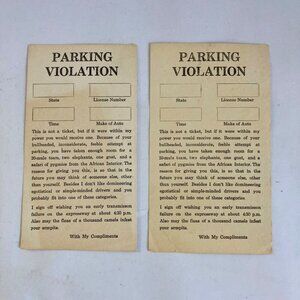 PARKING
VIOLATION
State License Number
Time Make of Auto
This is not a ticket, but if it were within my
power you would receive one. Because of your
bullheaded, inconsiderate, feeble attempt at
parking, you have taken enough room for a
20-mule team, two elephants, one goat, and a
safari of pygmies from the African Interior. The
reason for giving you this, is so that in the
future you may think of someone else, other
than yourself. Besides I don't like domineering
egotistical or simple-minded drivers and you
probably fit into one of these categories.
I sign off wishing you an early transmission
failure on the expressway at about 4:30 p.m.
Also may the fleas of a thousand camels infest
your armpits.
With My Compliments
PARKING
VIOLATION
State License Number
Time Make of Auto
This is not a ticket, but if it were within my
power you would receive one. Because of your
bullheaded, inconsiderate, feeble attempt at
parking, you have taken enough room for a
20-mule team, two elephants, one goat, and a
safari of pygmies from the African Interior. The
reason for giving you this, is so that in the
future you may think of someone else, other
than yourself. Besides I don't like domineering
egotistical or simple-minded drivers and you
probably fit into one of these categories.
I sign off wishing you an early transmission
failure on the expressway at about 4:30 p.m.
Also may the fleas of a thousand camels infest
your armpits.
With My Compliments